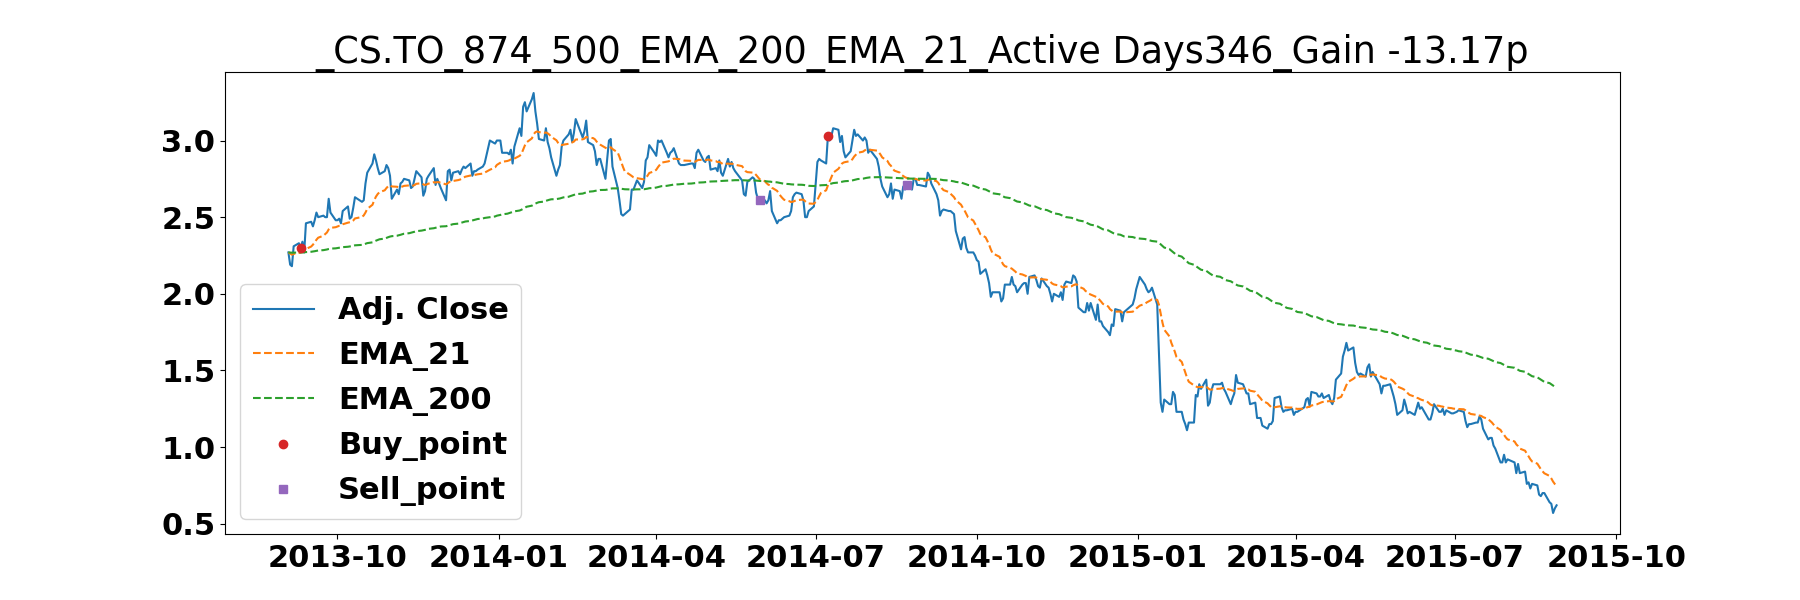 _CS.TO_874_500_EMA_200_EMA_21_Active Days346_Gain -13.17p
3.0
2.5
2.0
1.5
1.0
0.5
Adj. Close
EMA_21
EMA_200
Buy_point
Sell_point
2013-10 2014-01 2014-04 2014-07 2014-10 2015-01 2015-04 2015-07 2015-10